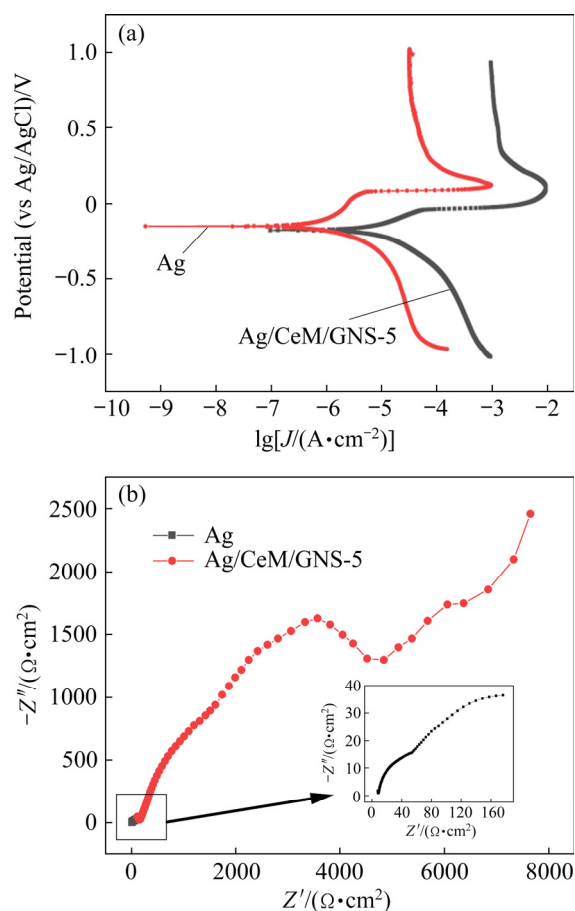 (a)
1.0
0.5
0
−0.5
−1.0
Potential (vs Ag/AgCl)/V
Ag
Ag/CeM/GNS-5
−10 −9 −8 −7 −6 −5 −4 −3 −2 −1
lg[J/(A•cm⁻²)]
(b)
2500
2000
1500
1000
500
0
−Z″/(Ω•cm²)
Ag
Ag/CeM/GNS-5
40
30
20
10
0
−Z″/(Ω•cm²)
0 40 80 120 160
Z′/(Ω•cm²)
0 2000 4000 6000 8000
Z′/(Ω•cm²)